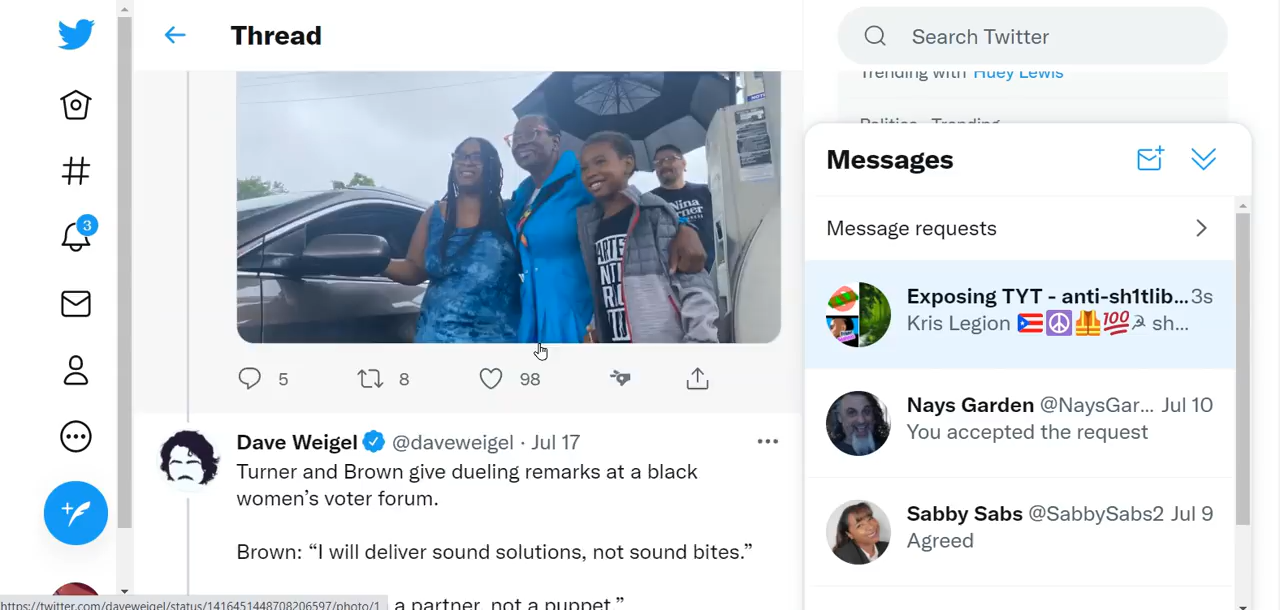 Thread
Search Twitter
Trending with Huey Lewis
Politics · Trending
Messages
Message requests
Exposing TYT - anti-sh1tlib... 3s
Kris Legion 🇵🇷☮️🦺💯☭ sh...
Nays Garden @NaysGar... Jul 10
You accepted the request
Sabby Sabs @SabbySabs2 Jul 9
Agreed
3
Nina
5
8
98
Dave Weigel @daveweigel · Jul 17
Turner and Brown give dueling remarks at a black
women's voter forum.
Brown: “I will deliver sound solutions, not sound bites.”
a partner, not a puppet.”
https://twitter.com/daveweigel/status/1416451448708206597/photo/1